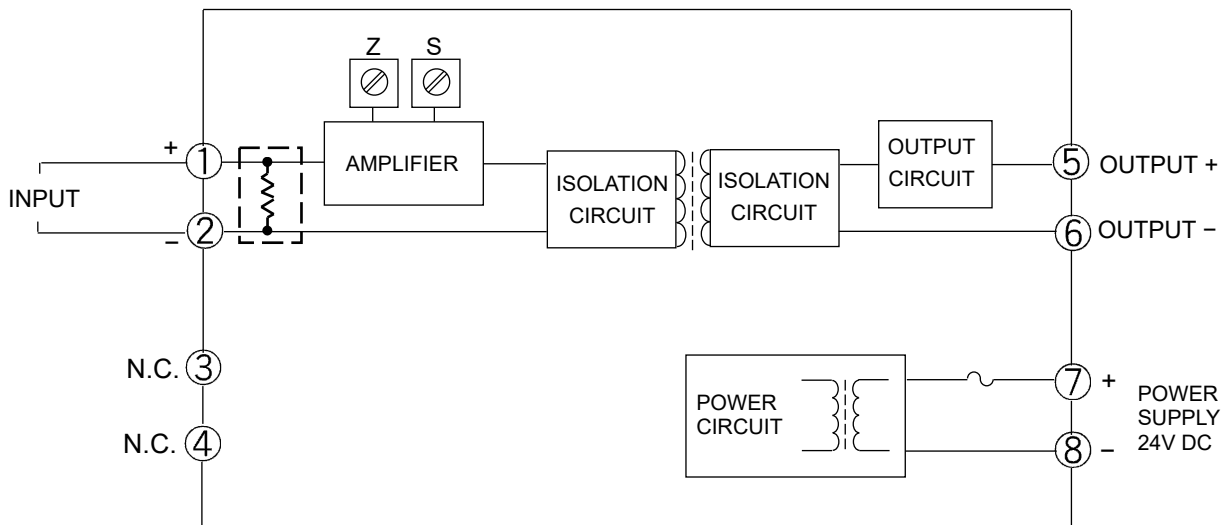 Z S
+ 1
AMPLIFIER
INPUT
− 2
ISOLATION
CIRCUIT
ISOLATION
CIRCUIT
OUTPUT
CIRCUIT
5 OUTPUT +
6 OUTPUT −
N.C. 3
N.C. 4
POWER
CIRCUIT
7 +
8 −
POWER
SUPPLY
24V DC